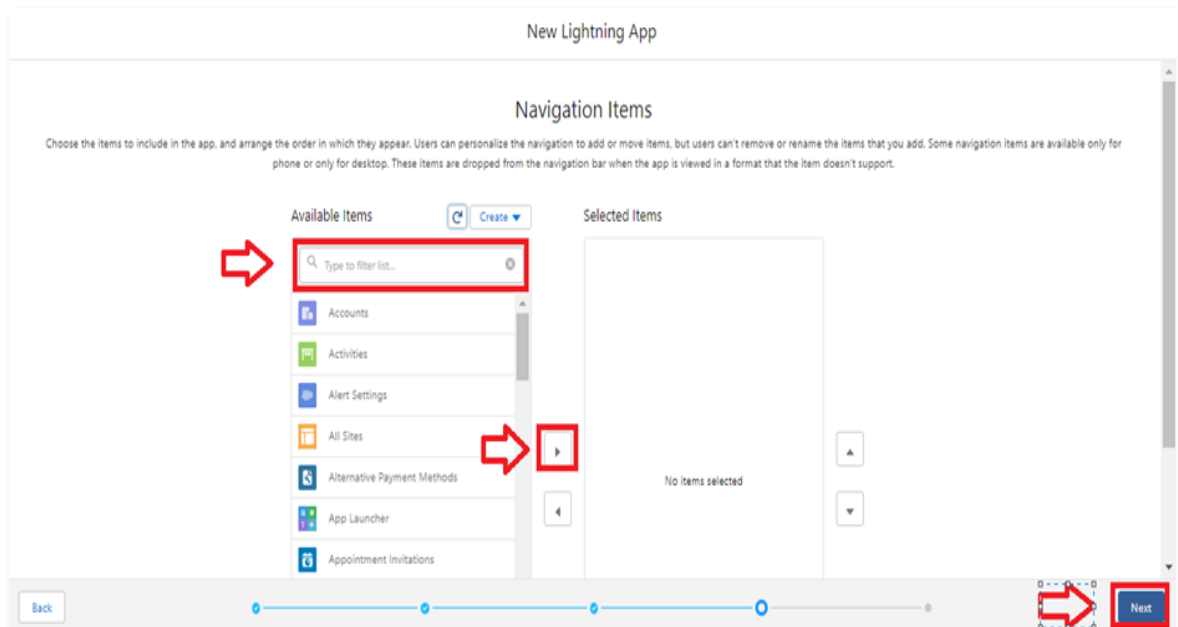 New Lightning App
Navigation Items
Choose the items to include in the app, and arrange the order in which they appear. Users can personalize the navigation to add or move items, but users can't remove or rename the items that you add. Some navigation items are available only for
phone or only for desktop. These items are dropped from the navigation bar when the app is viewed in a format that the item doesn't support.
Available Items
Create
Selected Items
Type to filter list...
Accounts
Activities
Alert Settings
All Sites
Alternative Payment Methods
App Launcher
Appointment Invitations
No items selected
Back
Next